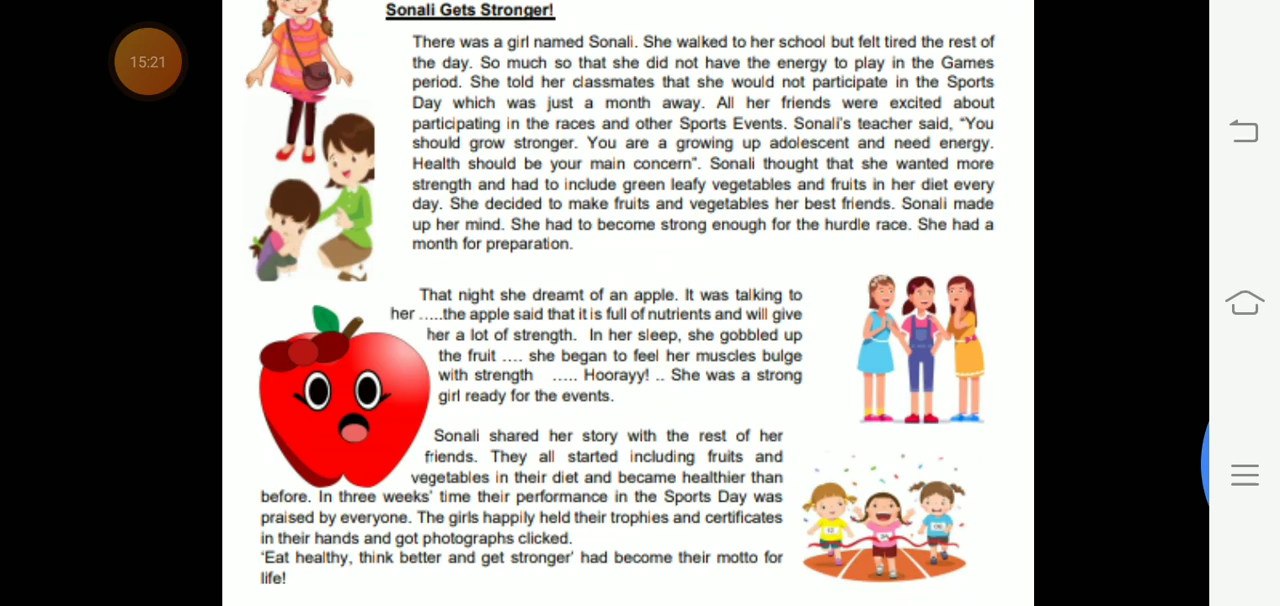 15:21
Sonali Gets Stronger!
There was a girl named Sonali. She walked to her school but felt tired the rest of
the day. So much so that she did not have the energy to play in the Games
period. She told her classmates that she would not participate in the Sports
Day which was just a month away. All her friends were excited about
participating in the races and other Sports Events. Sonali's teacher said, “You
should grow stronger. You are a growing up adolescent and need energy.
Health should be your main concern”. Sonali thought that she wanted more
strength and had to include green leafy vegetables and fruits in her diet every
day. She decided to make fruits and vegetables her best friends. Sonali made
up her mind. She had to become strong enough for the hurdle race. She had a
month for preparation.
That night she dreamt of an apple. It was talking to
her .....the apple said that it is full of nutrients and will give
her a lot of strength. In her sleep, she gobbled up
the fruit .... she began to feel her muscles bulge
with strength ..... Hoorayy! .. She was a strong
girl ready for the events.
Sonali shared her story with the rest of her
friends. They all started including fruits and
vegetables in their diet and became healthier than
before. In three weeks' time their performance in the Sports Day was
praised by everyone. The girls happily held their trophies and certificates
in their hands and got photographs clicked.
‘Eat healthy, think better and get stronger’ had become their motto for
life!